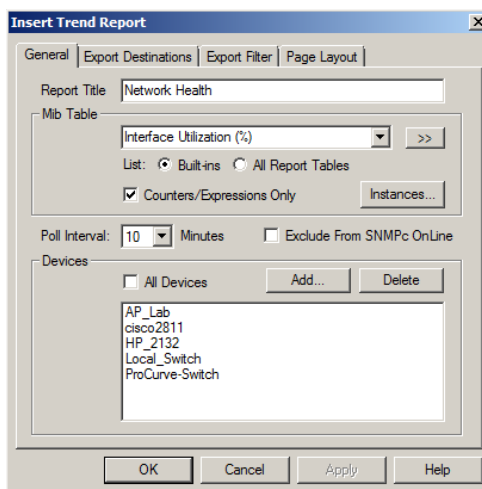 Insert Trend Report
General Export Destinations Export Filter Page Layout
Report Title Network Health
Mib Table
Interface Utilization (%) >>
List: Built-ins All Report Tables
Counters/Expressions Only Instances...
Poll Interval: 10 Minutes Exclude From SNMPc OnLine
Devices
All Devices Add... Delete
AP_Lab
cisco2811
HP_2132
Local_Switch
ProCurve-Switch
OK Cancel Apply Help